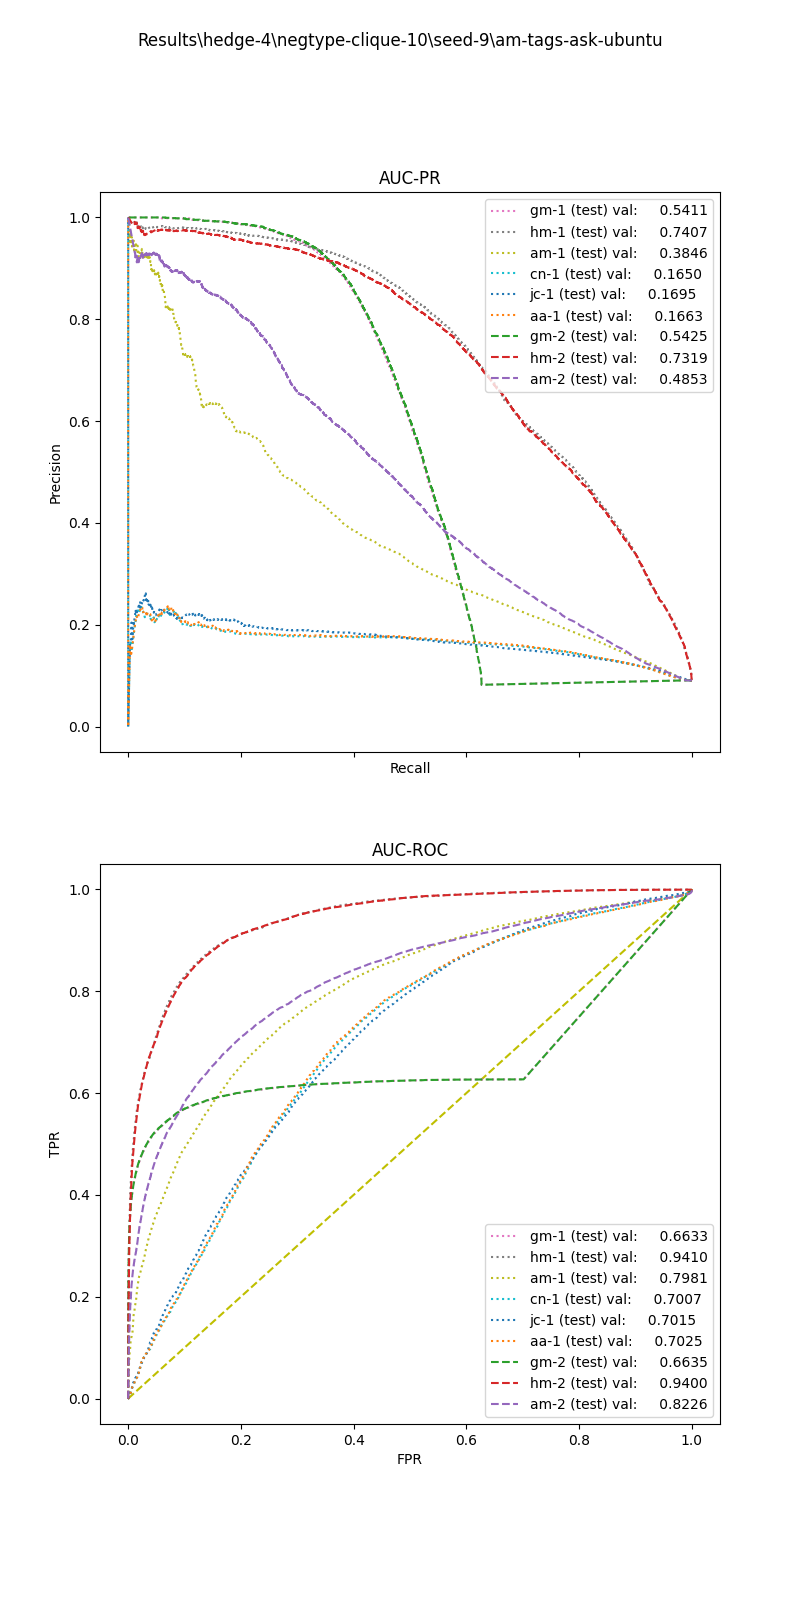 Results\hedge-4\negtype-clique-10\seed-9\am-tags-ask-ubuntu
AUC-PR
gm-1 (test) val: 0.5411
hm-1 (test) val: 0.7407
am-1 (test) val: 0.3846
cn-1 (test) val: 0.1650
jc-1 (test) val: 0.1695
aa-1 (test) val: 0.1663
gm-2 (test) val: 0.5425
hm-2 (test) val: 0.7319
am-2 (test) val: 0.4853
1.0
0.8
0.6
0.4
0.2
0.0
Precision
Recall
AUC-ROC
1.0
0.8
0.6
0.4
0.2
0.0
TPR
gm-1 (test) val: 0.6633
hm-1 (test) val: 0.9410
am-1 (test) val: 0.7981
cn-1 (test) val: 0.7007
jc-1 (test) val: 0.7015
aa-1 (test) val: 0.7025
gm-2 (test) val: 0.6635
hm-2 (test) val: 0.9400
am-2 (test) val: 0.8226
0.0 0.2 0.4 0.6 0.8 1.0
FPR